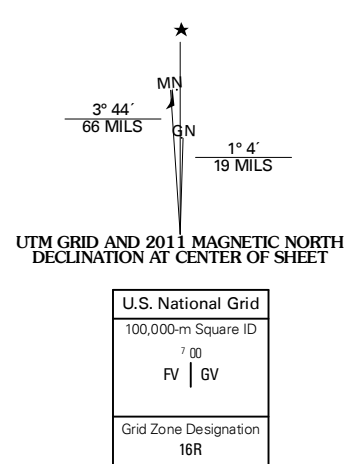 ★
MN
3° 44´
66 MILS
GN
1° 4´
19 MILS
UTM GRID AND 2011 MAGNETIC NORTH
DECLINATION AT CENTER OF SHEET
U.S. National Grid
100,000-m Square ID
7 00
FV GV
Grid Zone Designation
16R